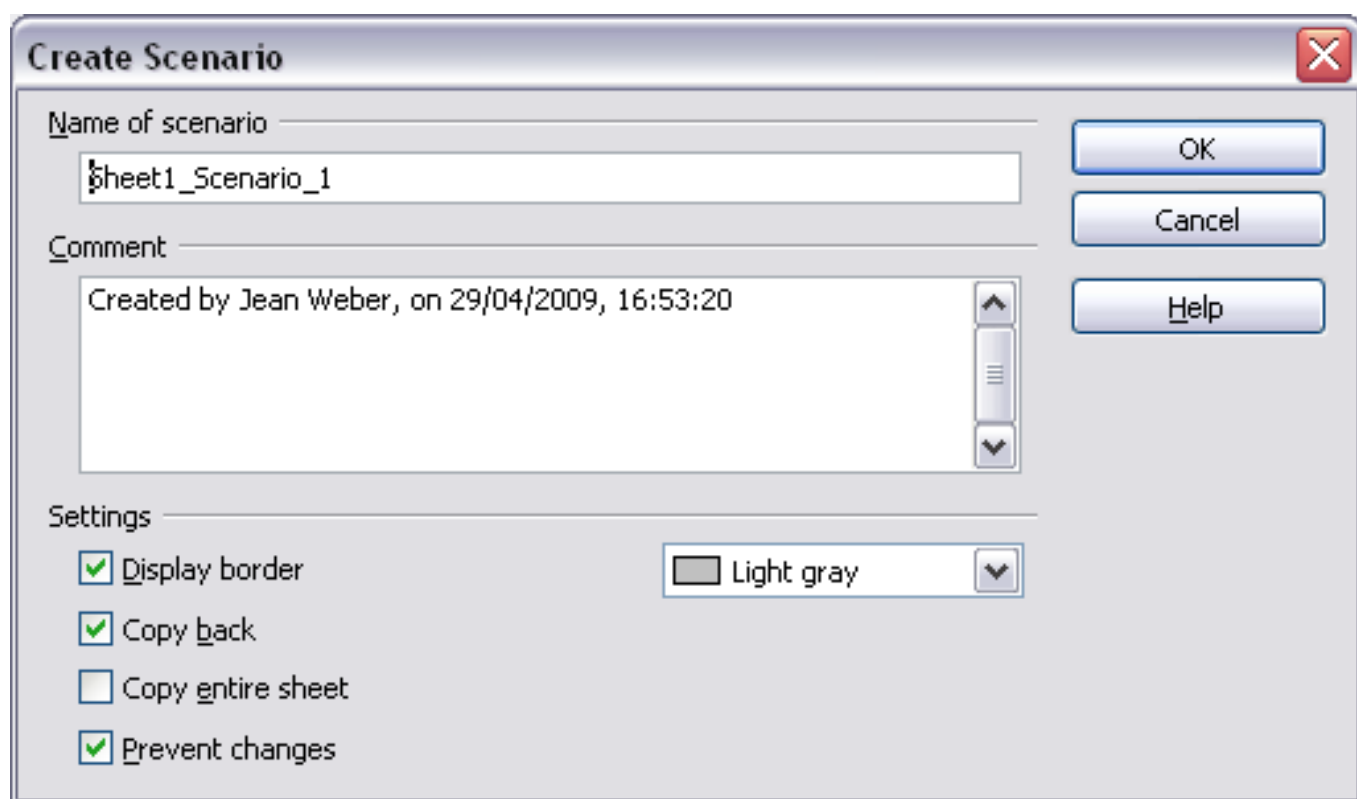 Create Scenario
Name of scenario
Sheet1_Scenario_1
OK
Cancel
Comment
Created by Jean Weber, on 29/04/2009, 16:53:20
Help
Settings
Display border
Light gray
Copy back
Copy entire sheet
Prevent changes